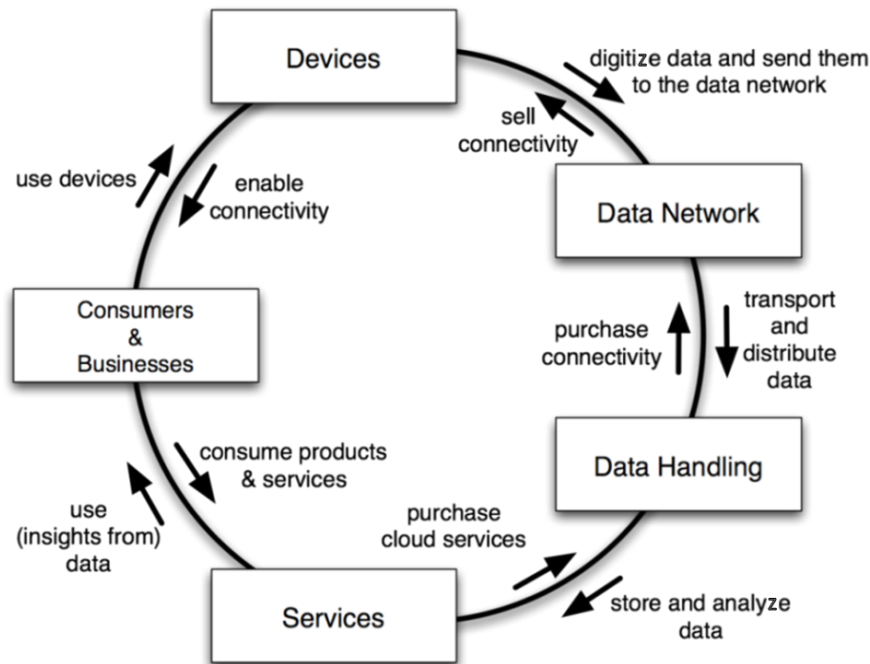 Devices
digitize data and send them
to the data network
sell
connectivity
use devices
enable
connectivity
Data Network
Consumers
&
Businesses
transport
and
distribute
data
purchase
connectivity
consume products
& services
Data Handling
use
(insights from)
data
purchase
cloud services
Services
store and analyze
data